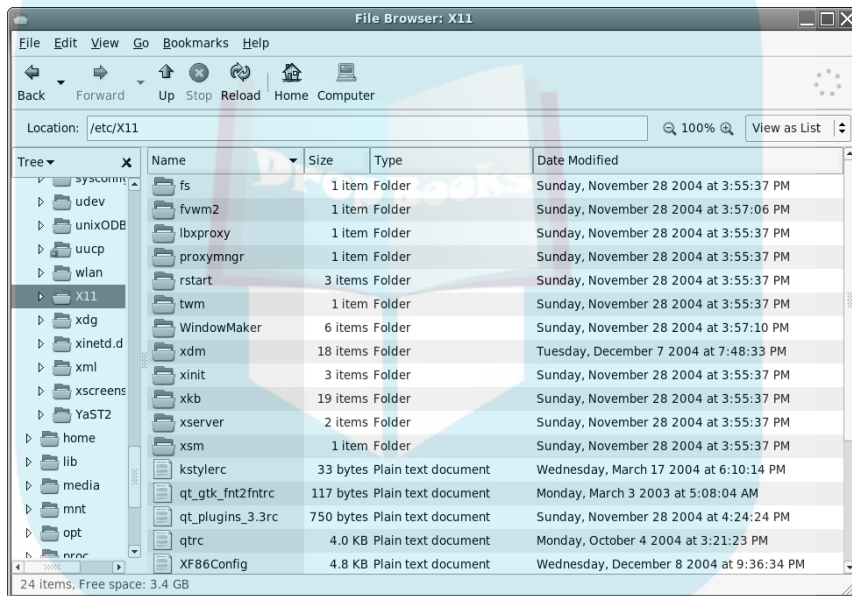 File Browser: X11
File Edit View Go Bookmarks Help
Back Forward Up Stop Reload Home Computer
Location: /etc/X11 100% View as List
Tree Name Size Type Date Modified
fs 1 item Folder Sunday, November 28 2004 at 3:55:37 PM
udev
fvwm2 1 item Folder Sunday, November 28 2004 at 3:57:06 PM
unixODB
lbxproxy 1 item Folder Sunday, November 28 2004 at 3:55:37 PM
uucp
proxymngr 1 item Folder Sunday, November 28 2004 at 3:55:37 PM
wlan
rstart 3 items Folder Sunday, November 28 2004 at 3:55:37 PM
X11
twm 1 item Folder Sunday, November 28 2004 at 3:55:37 PM
xdg
WindowMaker 6 items Folder Sunday, November 28 2004 at 3:57:10 PM
xinetd.d
xdm 18 items Folder Tuesday, December 7 2004 at 7:48:33 PM
xml
xinit 3 items Folder Sunday, November 28 2004 at 3:55:37 PM
xscreens
xkb 19 items Folder Sunday, November 28 2004 at 3:55:37 PM
YaST2
xserver 2 items Folder Sunday, November 28 2004 at 3:55:37 PM
home
xsm 1 item Folder Sunday, November 28 2004 at 3:55:37 PM
lib
kstylerc 33 bytes Plain text document Wednesday, March 17 2004 at 6:10:14 PM
media
qt_gtk_fnt2fntrc 117 bytes Plain text document Monday, March 3 2003 at 5:08:04 AM
mnt
qt_plugins_3.3rc 750 bytes Plain text document Sunday, November 28 2004 at 4:24:24 PM
opt
qtrc 4.0 KB Plain text document Monday, October 4 2004 at 3:21:23 PM
proc
XF86Config 4.8 KB Plain text document Wednesday, December 8 2004 at 9:36:34 PM
24 items, Free space: 3.4 GB
Drop Books